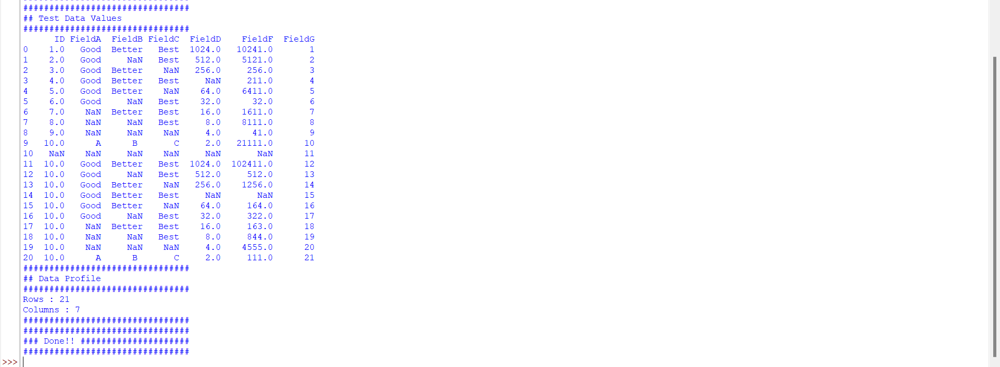 ################################
## Test Data Values
################################
      ID FieldA  FieldB FieldC  FieldD    FieldF  FieldG
0    1.0   Good  Better   Best  1024.0   10241.0       1
1    2.0   Good     NaN   Best   512.0    5121.0       2
2    3.0   Good  Better    NaN   256.0     256.0       3
3    4.0   Good  Better   Best     NaN     211.0       4
4    5.0   Good  Better    NaN    64.0    6411.0       5
5    6.0   Good     NaN   Best    32.0      32.0       6
6    7.0    NaN  Better   Best    16.0    1611.0       7
7    8.0    NaN     NaN   Best     8.0    8111.0       8
8    9.0    NaN     NaN    NaN     4.0      41.0       9
9   10.0      A      B       C     2.0   21111.0      10
10   NaN    NaN     NaN    NaN     NaN       NaN      11
11  10.0   Good  Better   Best  1024.0  102411.0      12
12  10.0   Good     NaN   Best   512.0     512.0      13
13  10.0   Good  Better    NaN   256.0    1256.0      14
14  10.0   Good  Better   Best     NaN       NaN      15
15  10.0   Good  Better    NaN    64.0     164.0      16
16  10.0   Good     NaN   Best    32.0     322.0      17
17  10.0    NaN  Better   Best    16.0     163.0      18
18  10.0    NaN     NaN   Best     8.0     844.0      19
19  10.0    NaN     NaN    NaN     4.0    4555.0      20
20  10.0      A      B       C     2.0     111.0      21
################################
## Data Profile
################################
Rows : 21
Columns : 7
################################
################################
### Done!! #####################
################################
>>>